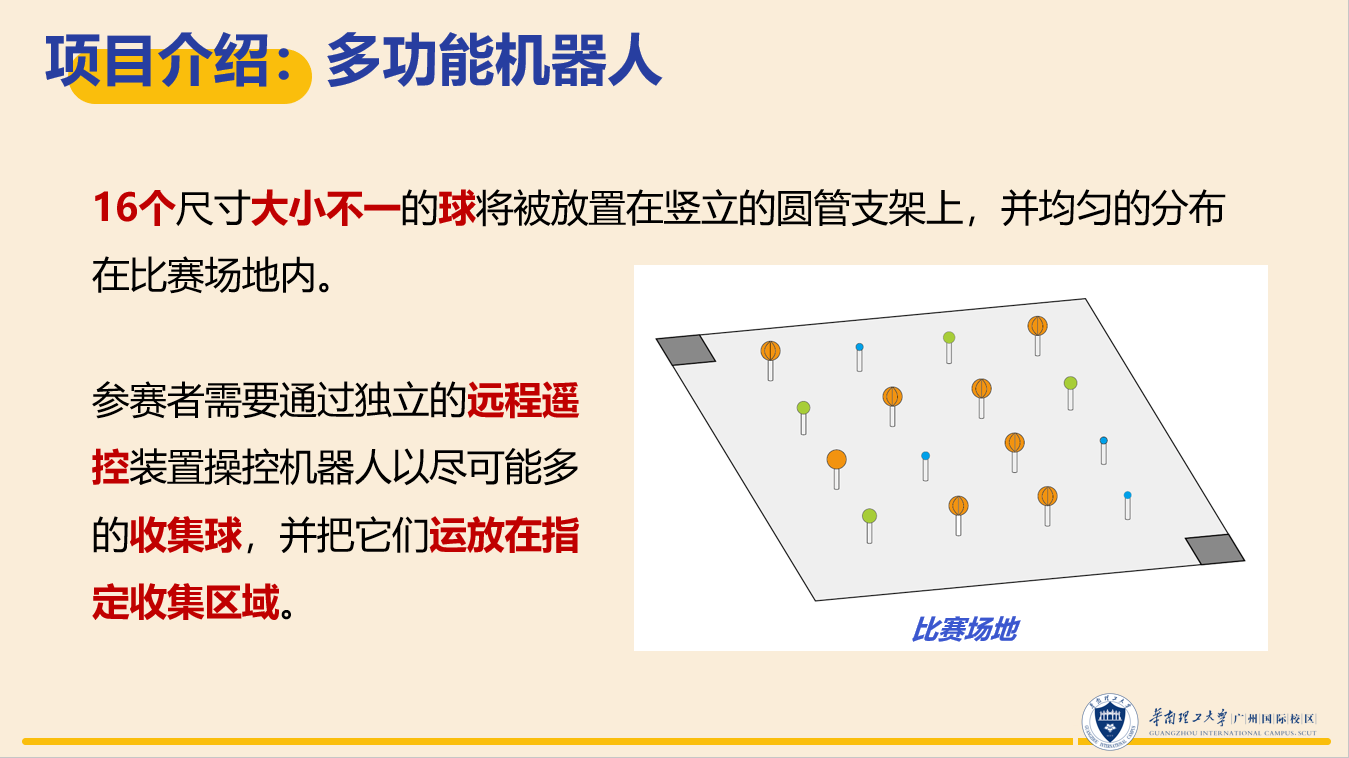 项目介绍：多功能机器人
16个尺寸大小不一的球将被放置在竖立的圆管支架上，并均匀的分布
在比赛场地内。
参赛者需要通过独立的远程遥
控装置操控机器人以尽可能多
的收集球，并把它们运放在指
定收集区域。
比赛场地
华南理工大学 广州国际校区
GUANGZHOU INTERNATIONAL CAMPUS.SCUT